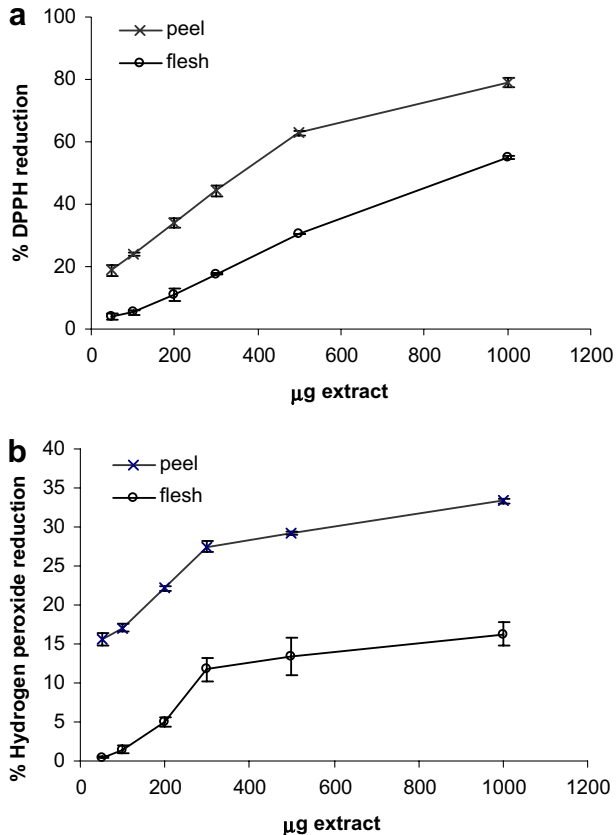 a
peel
flesh
% DPPH reduction
100
80
60
40
20
0
0 200 400 600 800 1000 1200
µg extract
b
peel
flesh
% Hydrogen peroxide reduction
40
35
30
25
20
15
10
5
0
0 200 400 600 800 1000 1200
µg extract